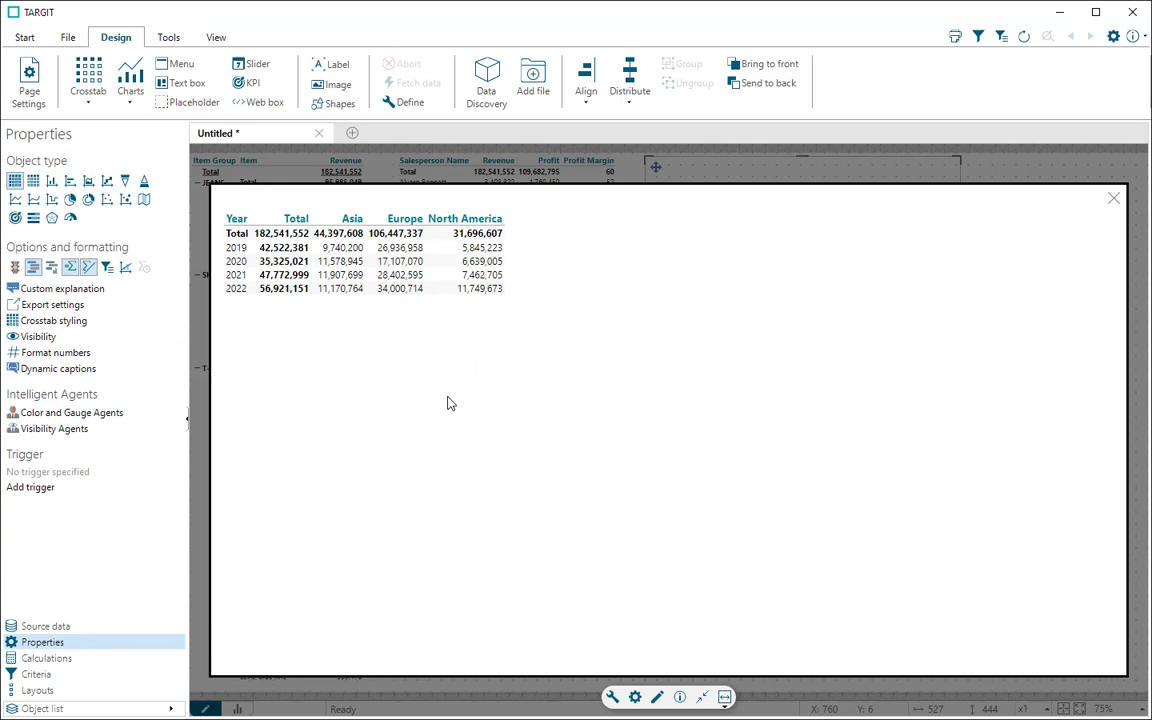 TARGIT
Start File Design Tools View
Page Settings
Crosstab
Charts
Menu
Text box
Placeholder
Slider
KPI
Web box
Label
Image
Shapes
Abort
Fetch data
Define
Data Discovery
Add file
Align
Distribute
Group
Ungroup
Bring to front
Send to back
Properties
Untitled *
Object type
Item Group Item Revenue Salesperson Name Revenue Profit Profit Margin
Total 182,541,552 Total 182,541,552 109,682,795 60
Year Total Asia Europe North America
Total 182,541,552 44,397,608 106,447,337 31,696,607
2019 42,522,381 9,740,200 26,936,958 5,845,223
2020 35,325,021 11,578,945 17,107,070 6,639,005
2021 47,772,999 11,907,699 28,402,595 7,462,705
2022 56,921,151 11,170,764 34,000,714 11,749,673
Options and formatting
Custom explanation
Export settings
Crosstab styling
Visibility
Format numbers
Dynamic captions
Intelligent Agents
Color and Gauge Agents
Visibility Agents
Trigger
No trigger specified
Add trigger
Source data
Properties
Calculations
Criteria
Layouts
Object list
Ready X: 760 Y: 6 527 444 x1 75%